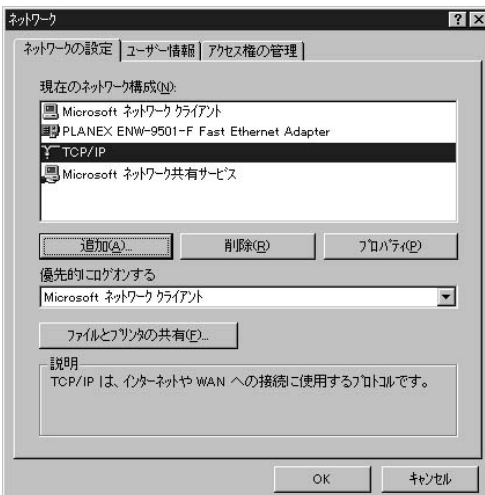 ネットワーク
ネットワークの設定 ユーザー情報 アクセス権の管理
現在のネットワーク構成(N):
Microsoft ネットワーク クライアント
PLANEX ENW-9501-F Fast Ethernet Adapter
TCP/IP
Microsoft ネットワーク共有サービス
追加(A)... 削除(R) プロパティ(P)
優先的にログオンする
Microsoft ネットワーク クライアント
ファイルとプリンタの共有(F)...
説明
TCP/IP は、インターネットや WAN への接続に使用するプロトコルです。
OK キャンセル